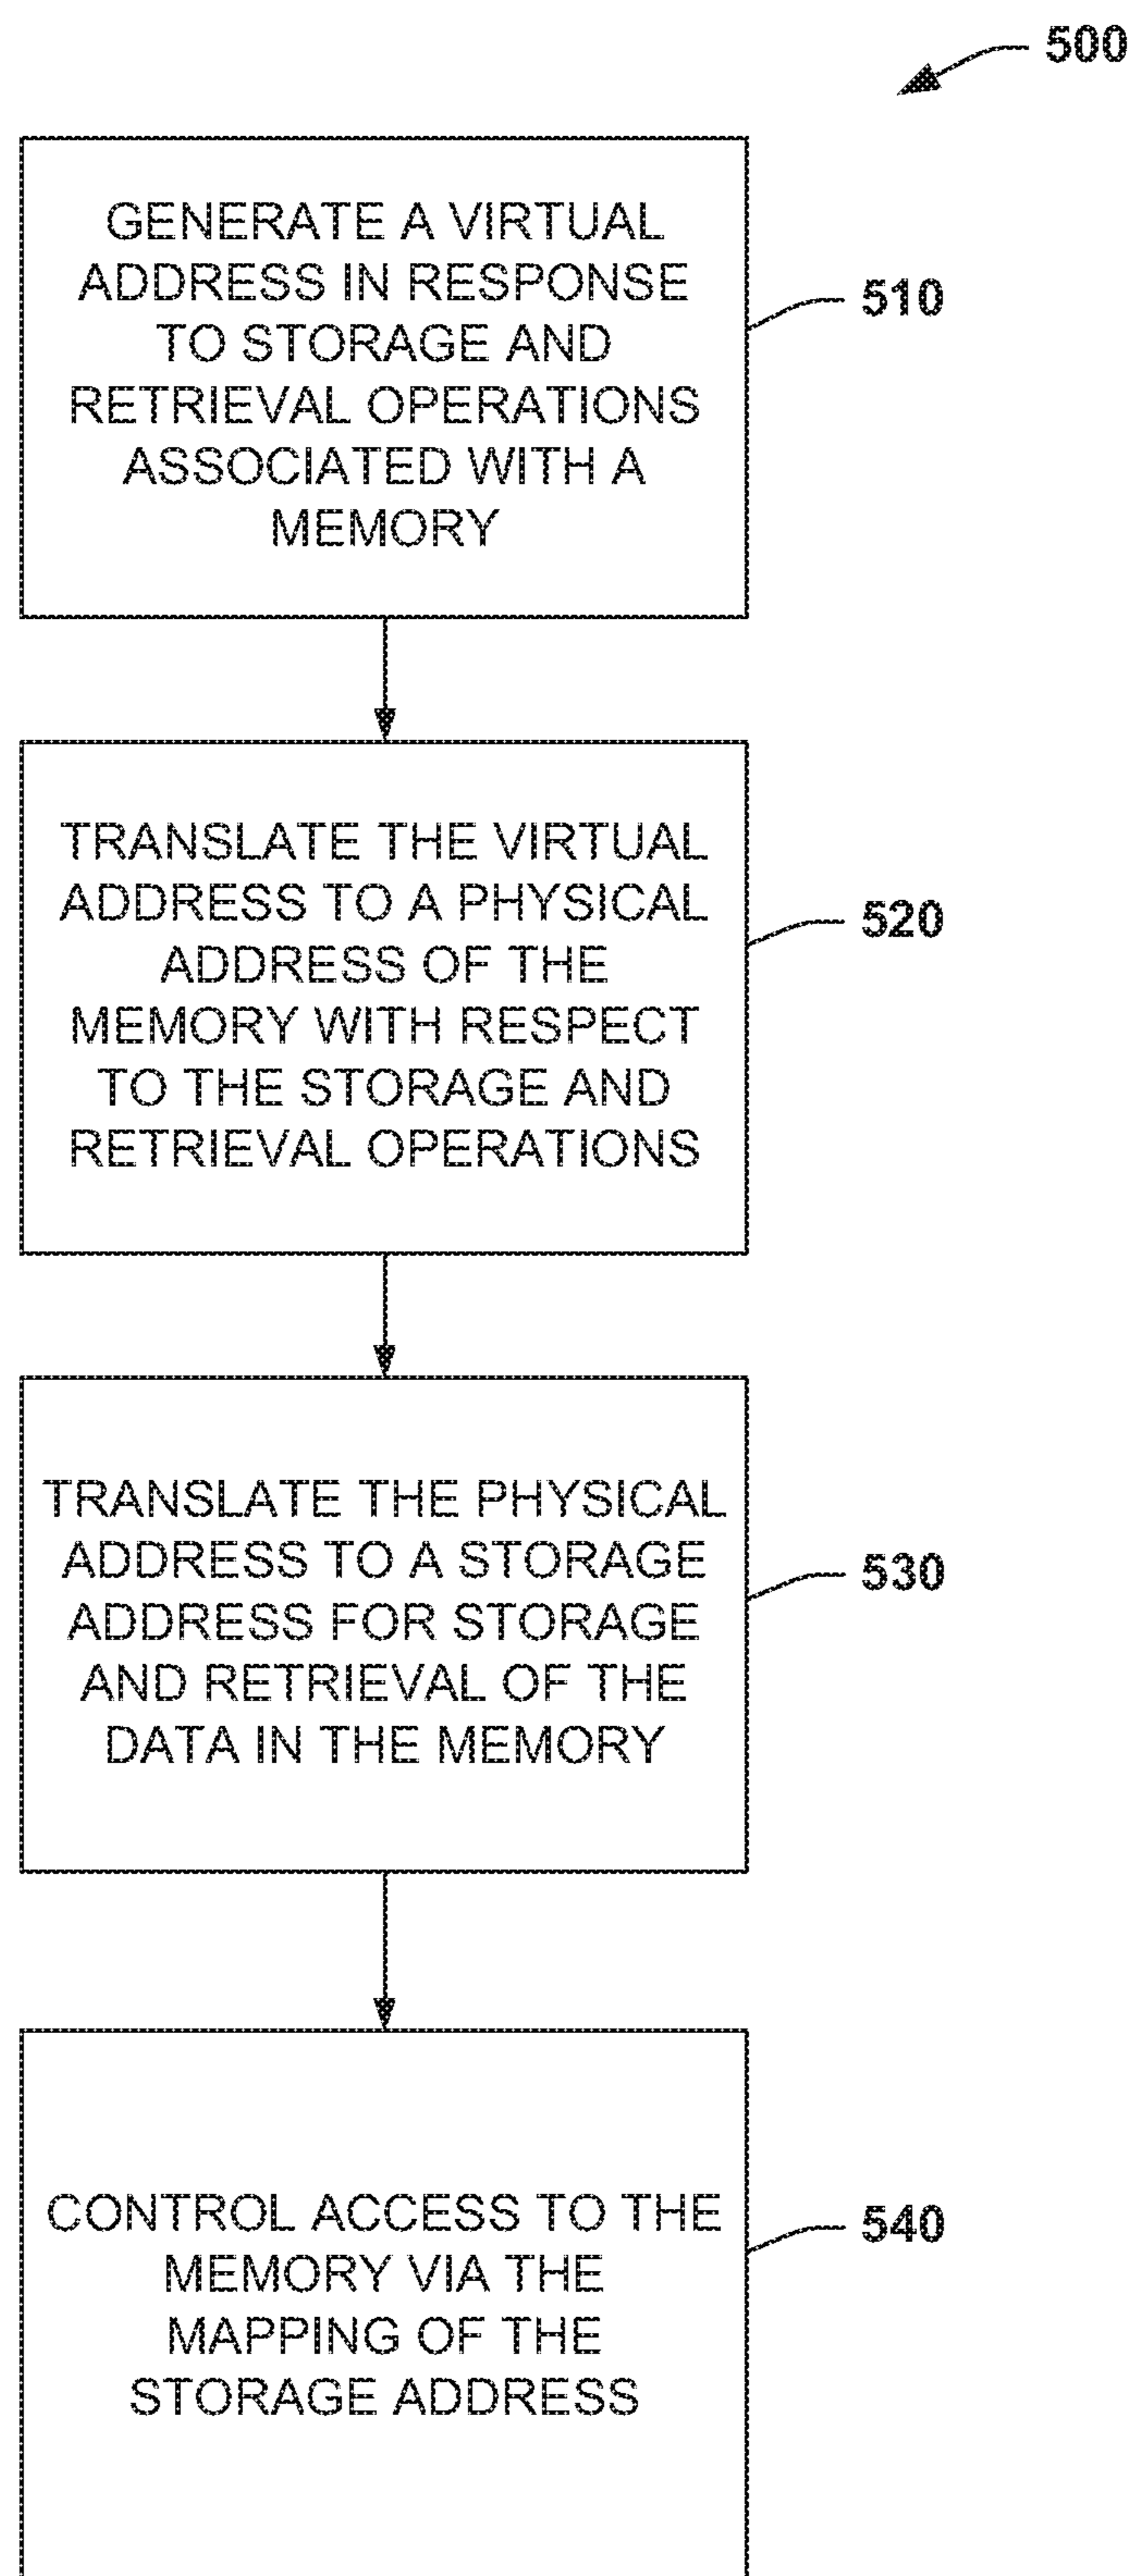 500
GENERATE A VIRTUAL
ADDRESS IN RESPONSE
TO STORAGE AND
RETRIEVAL OPERATIONS
ASSOCIATED WITH A
MEMORY
510
TRANSLATE THE VIRTUAL
ADDRESS TO A PHYSICAL
ADDRESS OF THE
MEMORY WITH RESPECT
TO THE STORAGE AND
RETRIEVAL OPERATIONS
520
TRANSLATE THE PHYSICAL
ADDRESS TO A STORAGE
ADDRESS FOR STORAGE
AND RETRIEVAL OF THE
DATA IN THE MEMORY
530
CONTROL ACCESS TO THE
MEMORY VIA THE
MAPPING OF THE
STORAGE ADDRESS
540